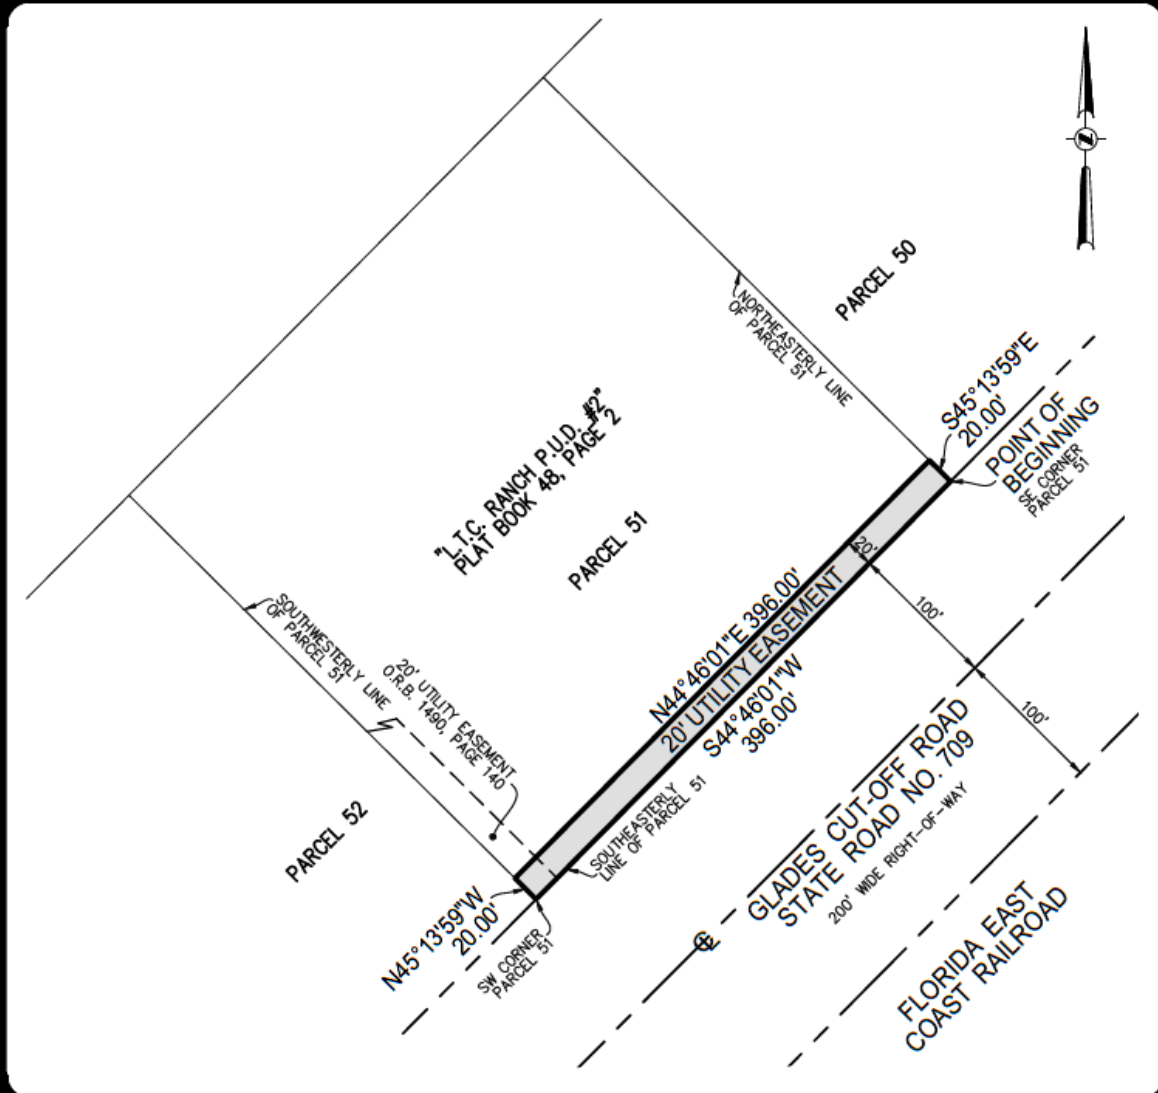 Z
PARCEL 50
NORTHEASTERLY LINE
OF PARCEL 51
S45°13'59"E
20.00'
POINT OF
BEGINNING
SE CORNER
PARCEL 51
"L.T.C. RANCH P.U.D. #2"
PLAT BOOK 48, PAGE 2
PARCEL 51
20'
100'
100'
N44°46'01"E 396.00'
20' UTILITY EASEMENT
S44°46'01"W
396.00'
SOUTHWESTERLY LINE
OF PARCEL 51
20' UTILITY EASEMENT
O.R.B. 1490, PAGE 140
PARCEL 52
SOUTHEASTERLY
LINE OF PARCEL 51
N45°13'59"W
20.00'
SW CORNER
PARCEL 51
GLADES CUT-OFF ROAD
STATE ROAD NO. 709
200' WIDE RIGHT-OF-WAY
FLORIDA EAST
COAST RAILROAD